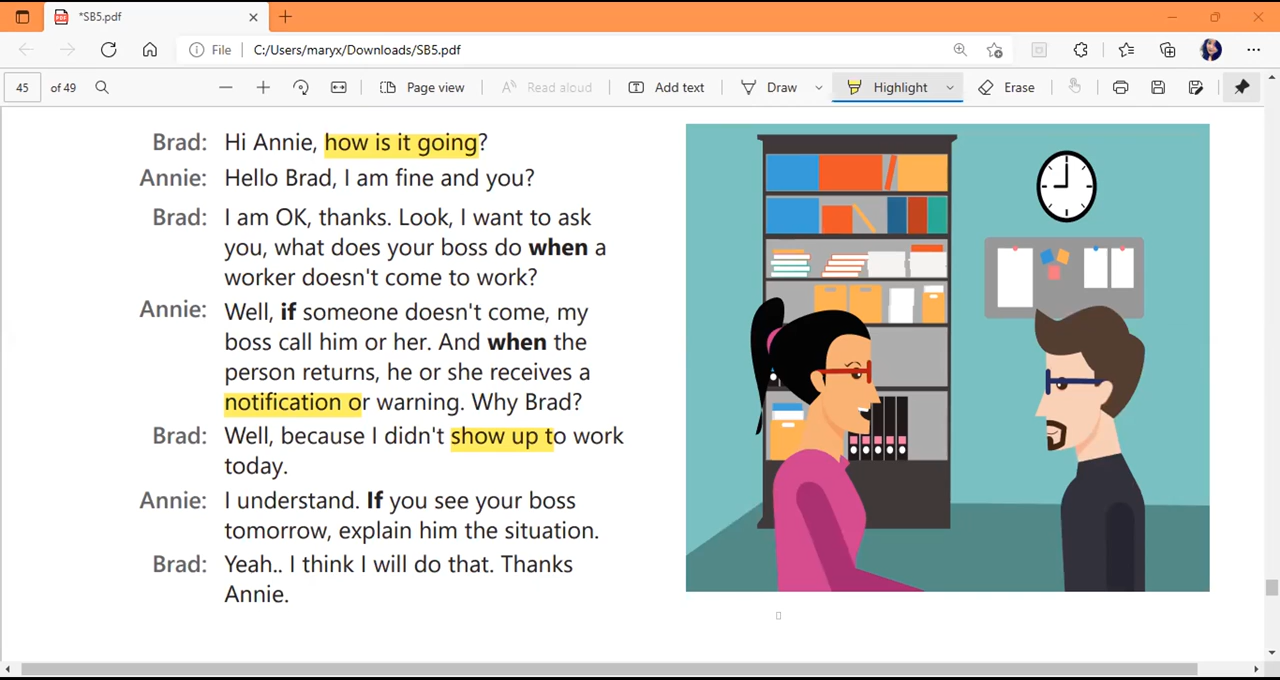 *SB5.pdf
File C:/Users/maryx/Downloads/SB5.pdf
45 of 49 Page view Read aloud Add text Draw Highlight Erase
Brad: Hi Annie, how is it going?
Annie: Hello Brad, I am fine and you?
Brad: I am OK, thanks. Look, I want to ask
you, what does your boss do when a
worker doesn't come to work?
Annie: Well, if someone doesn't come, my
boss call him or her. And when the
person returns, he or she receives a
notification or warning. Why Brad?
Brad: Well, because I didn't show up to work
today.
Annie: I understand. If you see your boss
tomorrow, explain him the situation.
Brad: Yeah.. I think I will do that. Thanks
Annie.